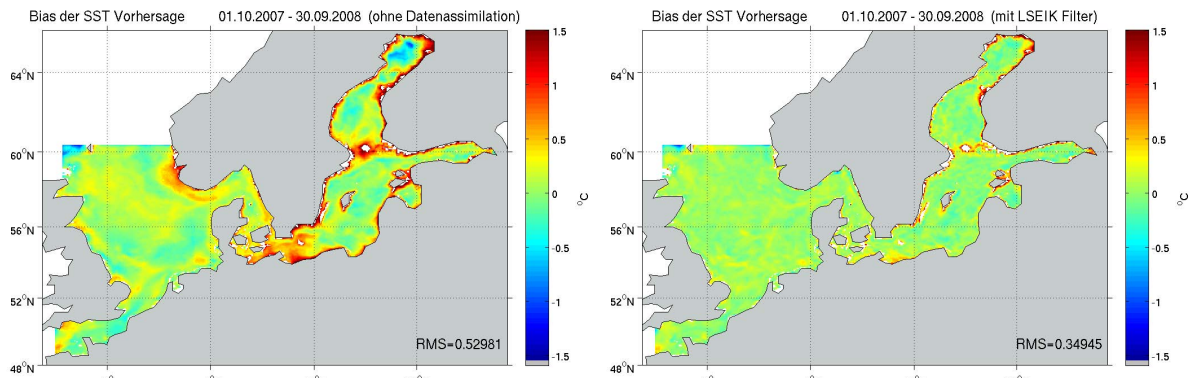 Bias der SST Vorhersage 01.10.2007 - 30.09.2008 (ohne Datenassimilation)
64°N
60°N
56°N
52°N
48°N
RMS=0.52981
1.5
1
0.5
0
-0.5
-1
-1.5
°C
Bias der SST Vorhersage 01.10.2007 - 30.09.2008 (mit LSEIK Filter)
64°N
60°N
56°N
52°N
48°N
RMS=0.34945
1.5
1
0.5
0
-0.5
-1
-1.5
°C